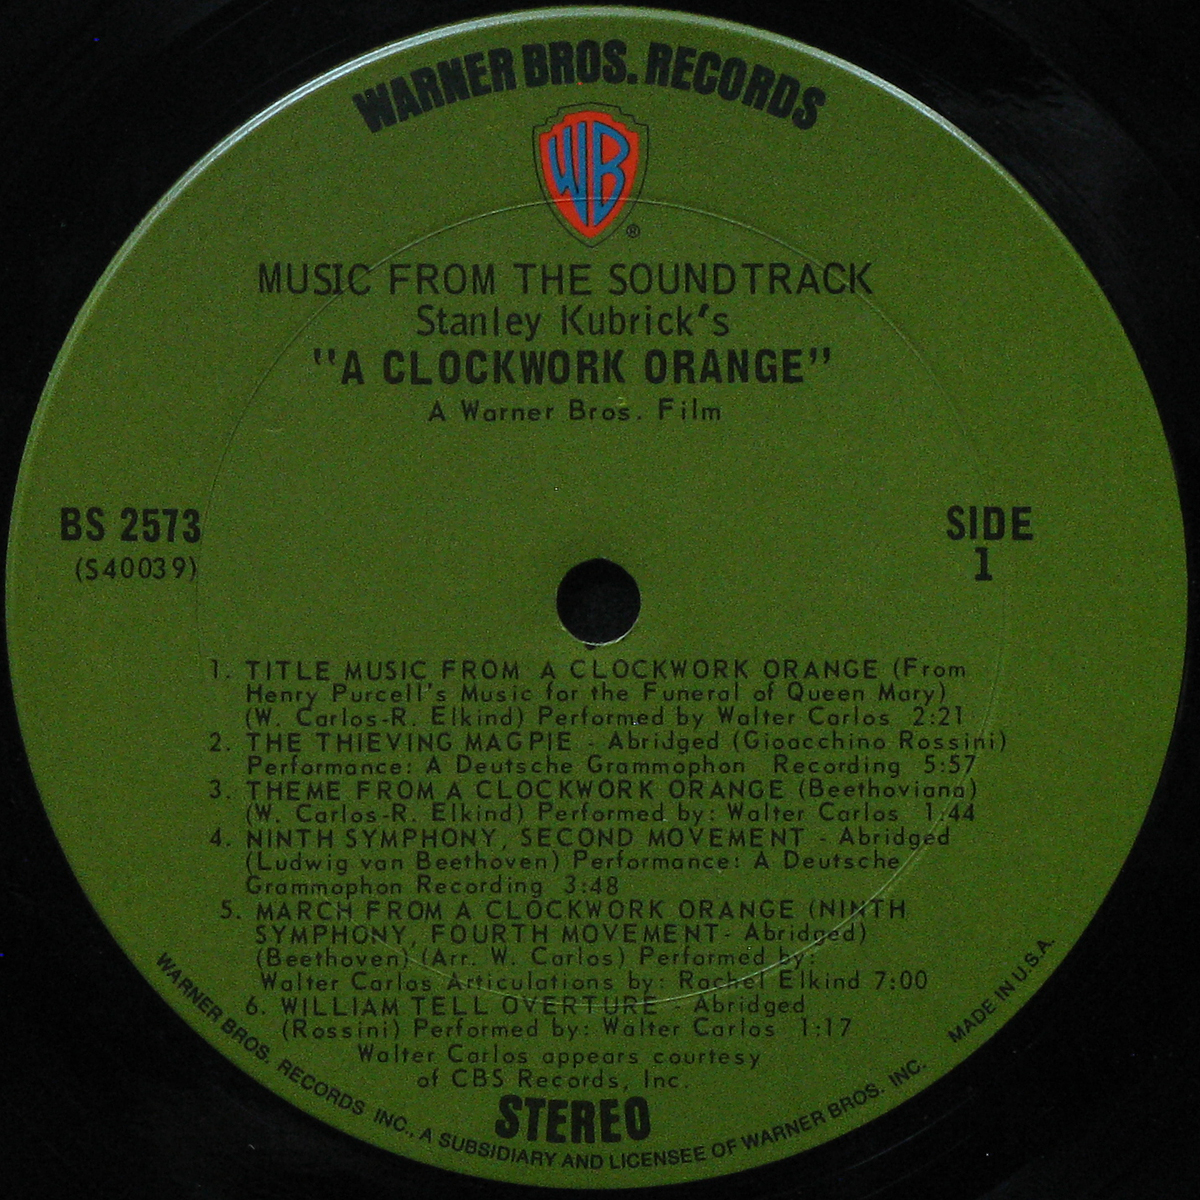 WARNER BROS. RECORDS
WB
®
MUSIC FROM THE SOUNDTRACK
Stanley Kubrick's
"A CLOCKWORK ORANGE"
A Warner Bros. Film
BS 2573
(S40039)
SIDE
1
1. TITLE MUSIC FROM A CLOCKWORK ORANGE (From
Henry Purcell's Music for the Funeral of Queen Mary)
(W. Carlos-R. Elkind) Performed by Walter Carlos 2:21
2. THE THIEVING MAGPIE - Abridged (Gioacchino Rossini)
Performance: A Deutsche Grammophon Recording 5:57
3. THEME FROM A CLOCKWORK ORANGE (Beethoviana)
(W. Carlos-R. Elkind) Performed by: Walter Carlos 1:44
4. NINTH SYMPHONY, SECOND MOVEMENT - Abridged
(Ludwig van Beethoven) Performance: A Deutsche
Grammophon Recording 3:48
5. MARCH FROM A CLOCKWORK ORANGE (NINTH
SYMPHONY, FOURTH MOVEMENT- Abridged)
(Beethoven) (Arr. W. Carlos) Performed by:
Walter Carlos Articulations by: Rachel Elkind 7:00
6. WILLIAM TELL OVERTURE - Abridged
(Rossini) Performed by: Walter Carlos 1:17
Walter Carlos appears courtesy
of CBS Records, Inc.
STEREO
WARNER BROS. RECORDS INC., A SUBSIDIARY AND LICENSEE OF WARNER BROS. INC. MADE IN U.S.A.